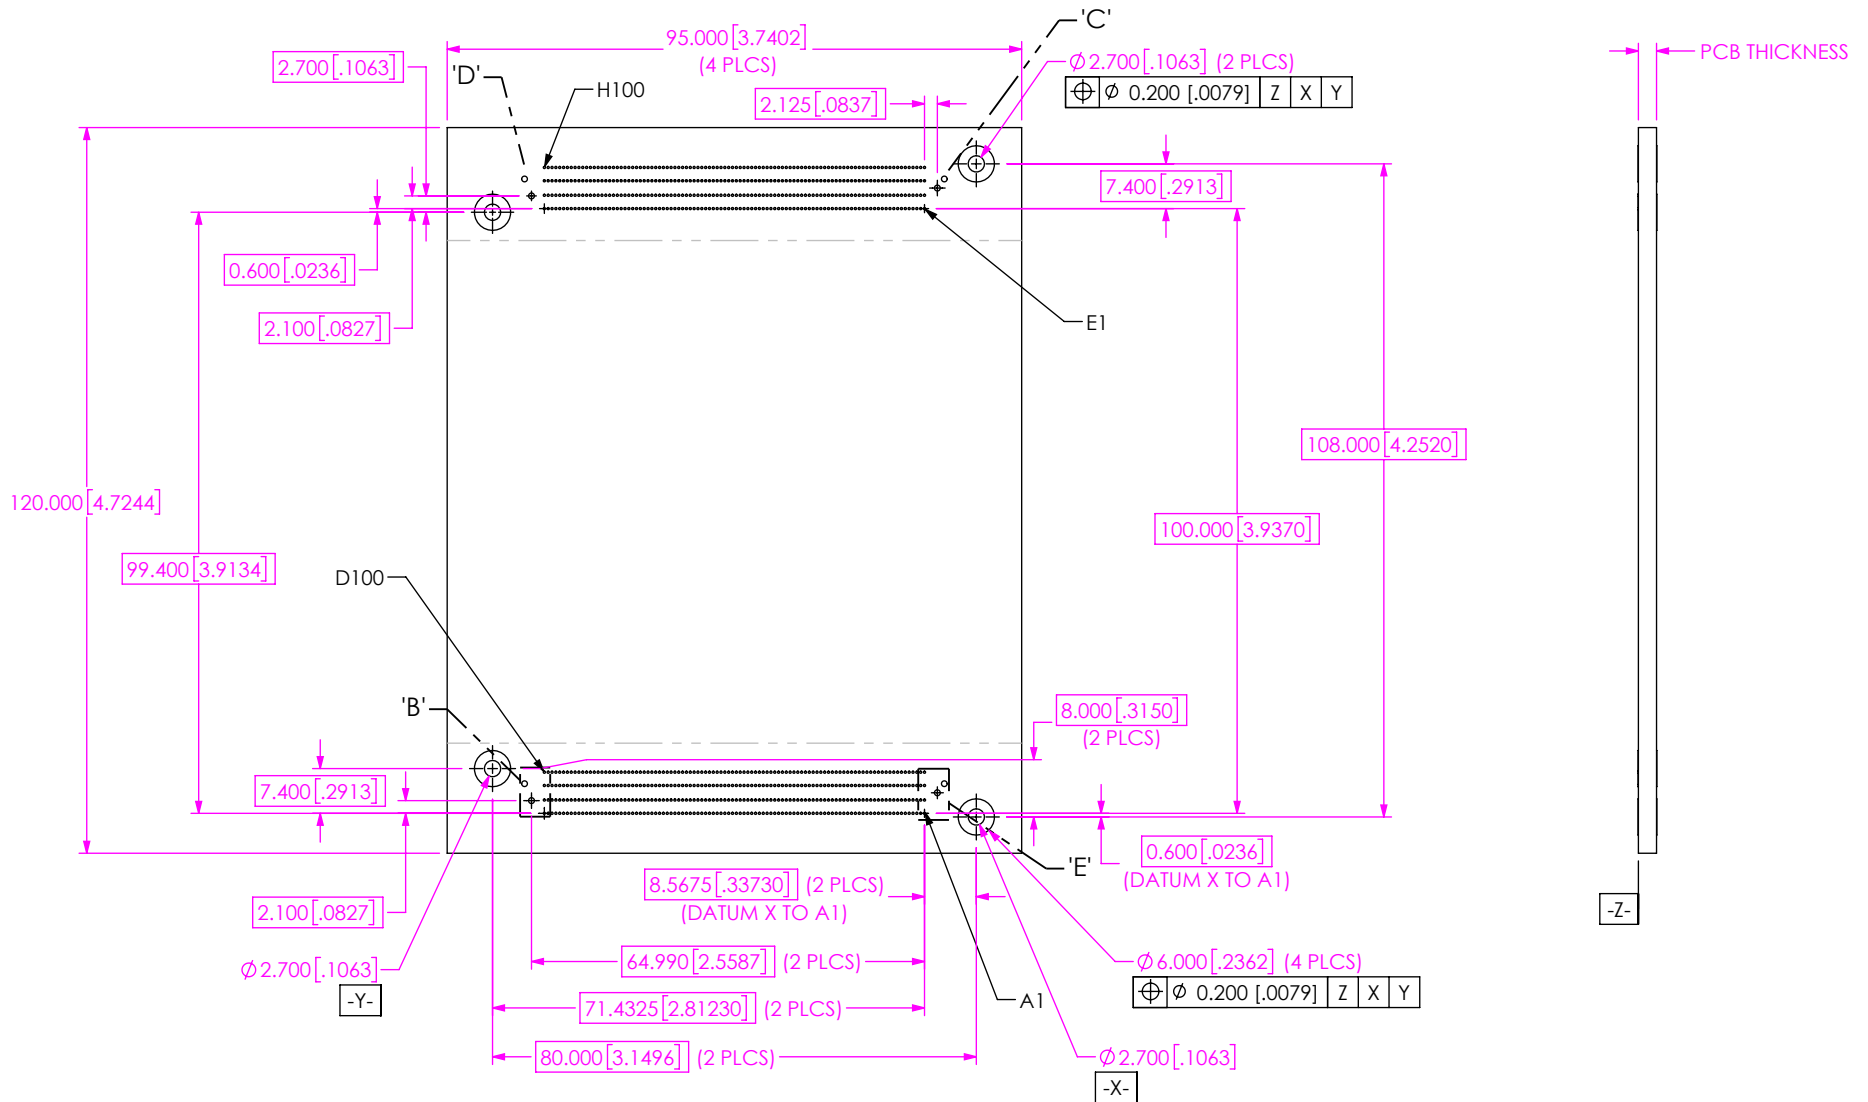 'C'
95.000 [3.7402]
(4 PLCS)
PCB THICKNESS
2.700 [.1063]
'D'
Ø 2.700 [.1063] (2 PLCS)
H100
⌖ Ø 0.200 [.0079] Z X Y
2.125 [.0837]
7.400 [.2913]
0.600 [.0236]
2.100 [.0827]
E1
108.000 [4.2520]
120.000 [4.7244]
100.000 [3.9370]
99.400 [3.9134]
D100
'B'
8.000 [.3150]
(2 PLCS)
7.400 [.2913]
0.600 [.0236]
(DATUM X TO A1)
'E'
8.5675 [.33730] (2 PLCS)
(DATUM X TO A1)
2.100 [.0827]
-Z-
64.990 [2.5587] (2 PLCS)
Ø 6.000 [.2362] (4 PLCS)
⌖ Ø 0.200 [.0079] Z X Y
Ø 2.700 [.1063]
-Y-
71.4325 [2.81230] (2 PLCS)
A1
80.000 [3.1496] (2 PLCS)
Ø 2.700 [.1063]
-X-